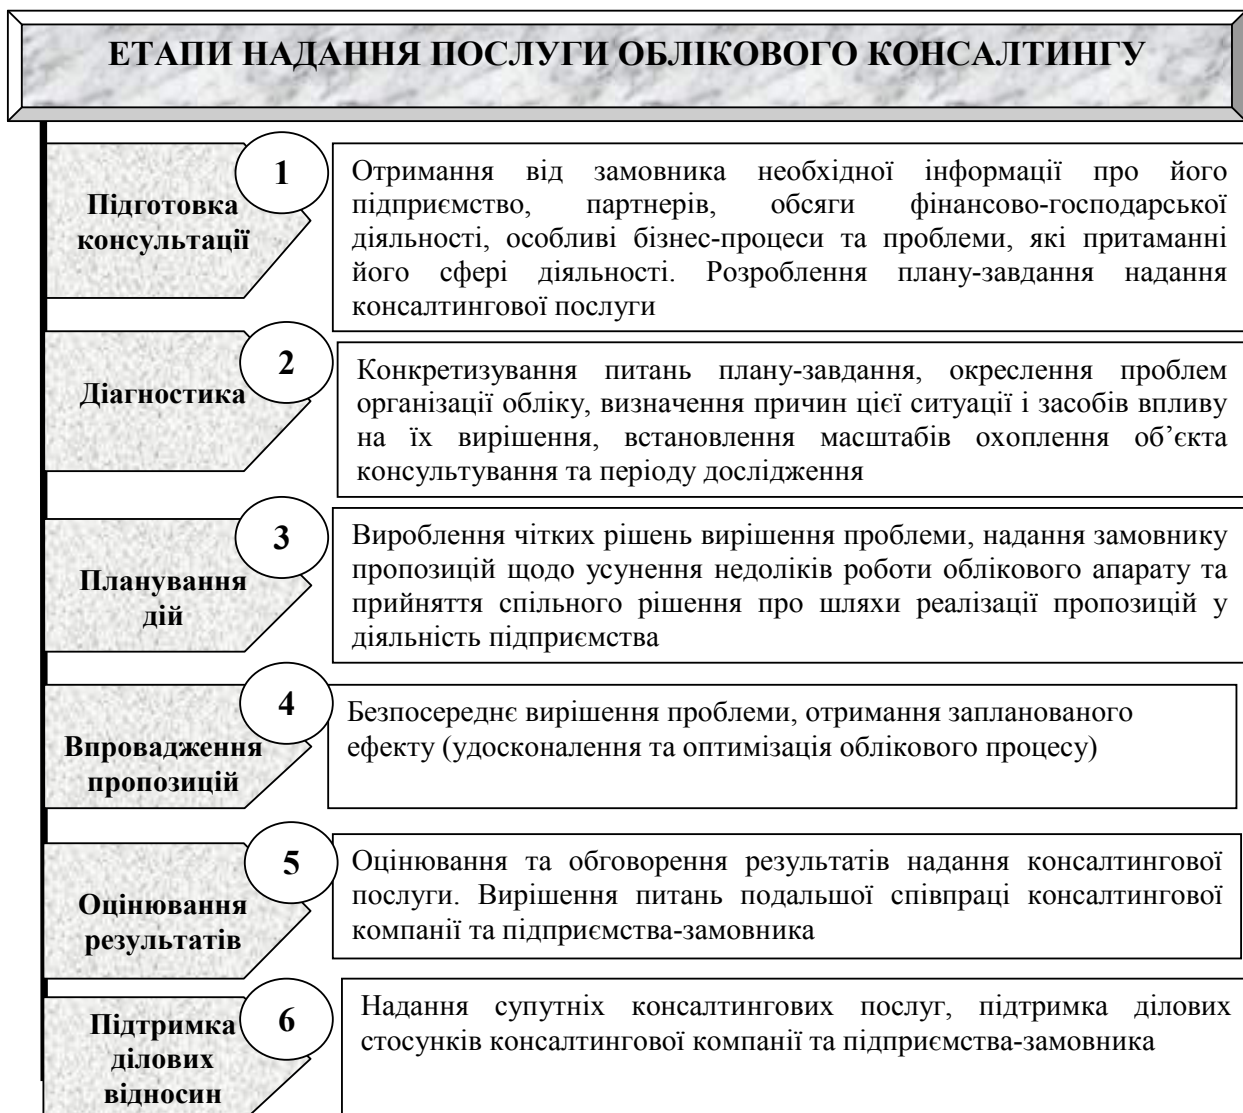 ЕТАПИ НАДАННЯ ПОСЛУГИ ОБЛІКОВОГО КОНСАЛТИНГУ
1
Підготовка
консультації
Отримання від замовника необхідної інформації про його
підприємство, партнерів, обсяги фінансово-господарської
діяльності, особливі бізнес-процеси та проблеми, які притаманні
його сфері діяльності. Розроблення плану-завдання надання
консалтингової послуги
2
Діагностика
Конкретизування питань плану-завдання, окреслення проблем
організації обліку, визначення причин цієї ситуації і засобів впливу
на їх вирішення, встановлення масштабів охоплення об’єкта
консультування та періоду дослідження
3
Планування
дій
Вироблення чітких рішень вирішення проблеми, надання замовнику
пропозицій щодо усунення недоліків роботи облікового апарату та
прийняття спільного рішення про шляхи реалізації пропозицій у
діяльність підприємства
4
Впровадження
пропозицій
Безпосереднє вирішення проблеми, отримання запланованого
ефекту (удосконалення та оптимізація облікового процесу)
5
Оцінювання
результатів
Оцінювання та обговорення результатів надання консалтингової
послуги. Вирішення питань подальшої співпраці консалтингової
компанії та підприємства-замовника
6
Підтримка
ділових
відносин
Надання супутніх консалтингових послуг, підтримка ділових
стосунків консалтингової компанії та підприємства-замовника